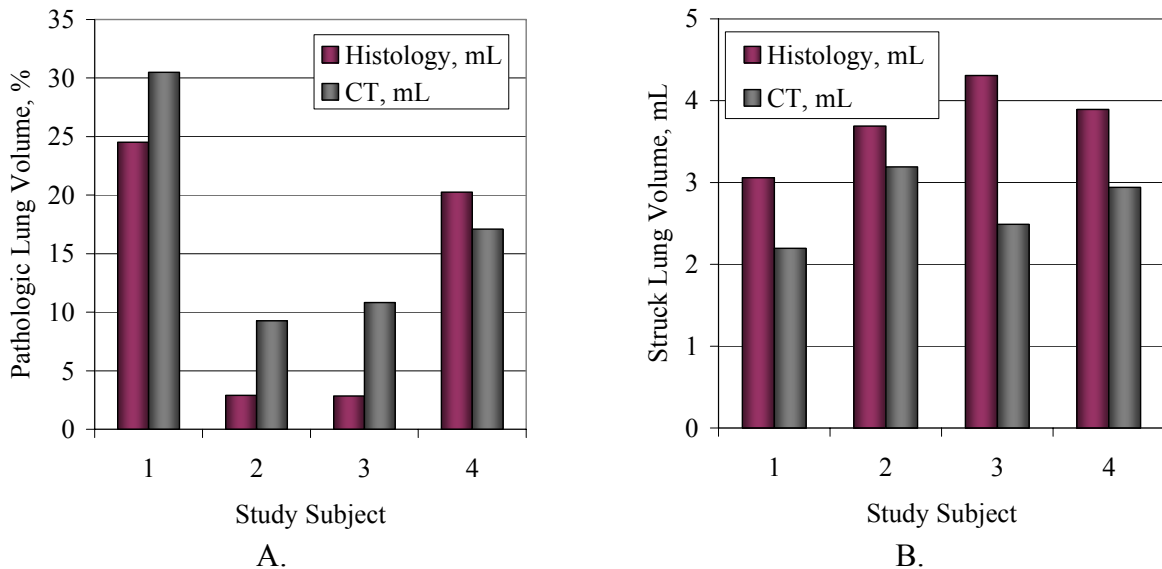 Pathologic Lung Volume, %
35
30
25
20
15
10
5
0
Histology, mL
CT, mL
1 2 3 4
Study Subject
A.
Struck Lung Volume, mL
5
4
3
2
1
0
Histology, mL
CT, mL
1 2 3 4
Study Subject
B.